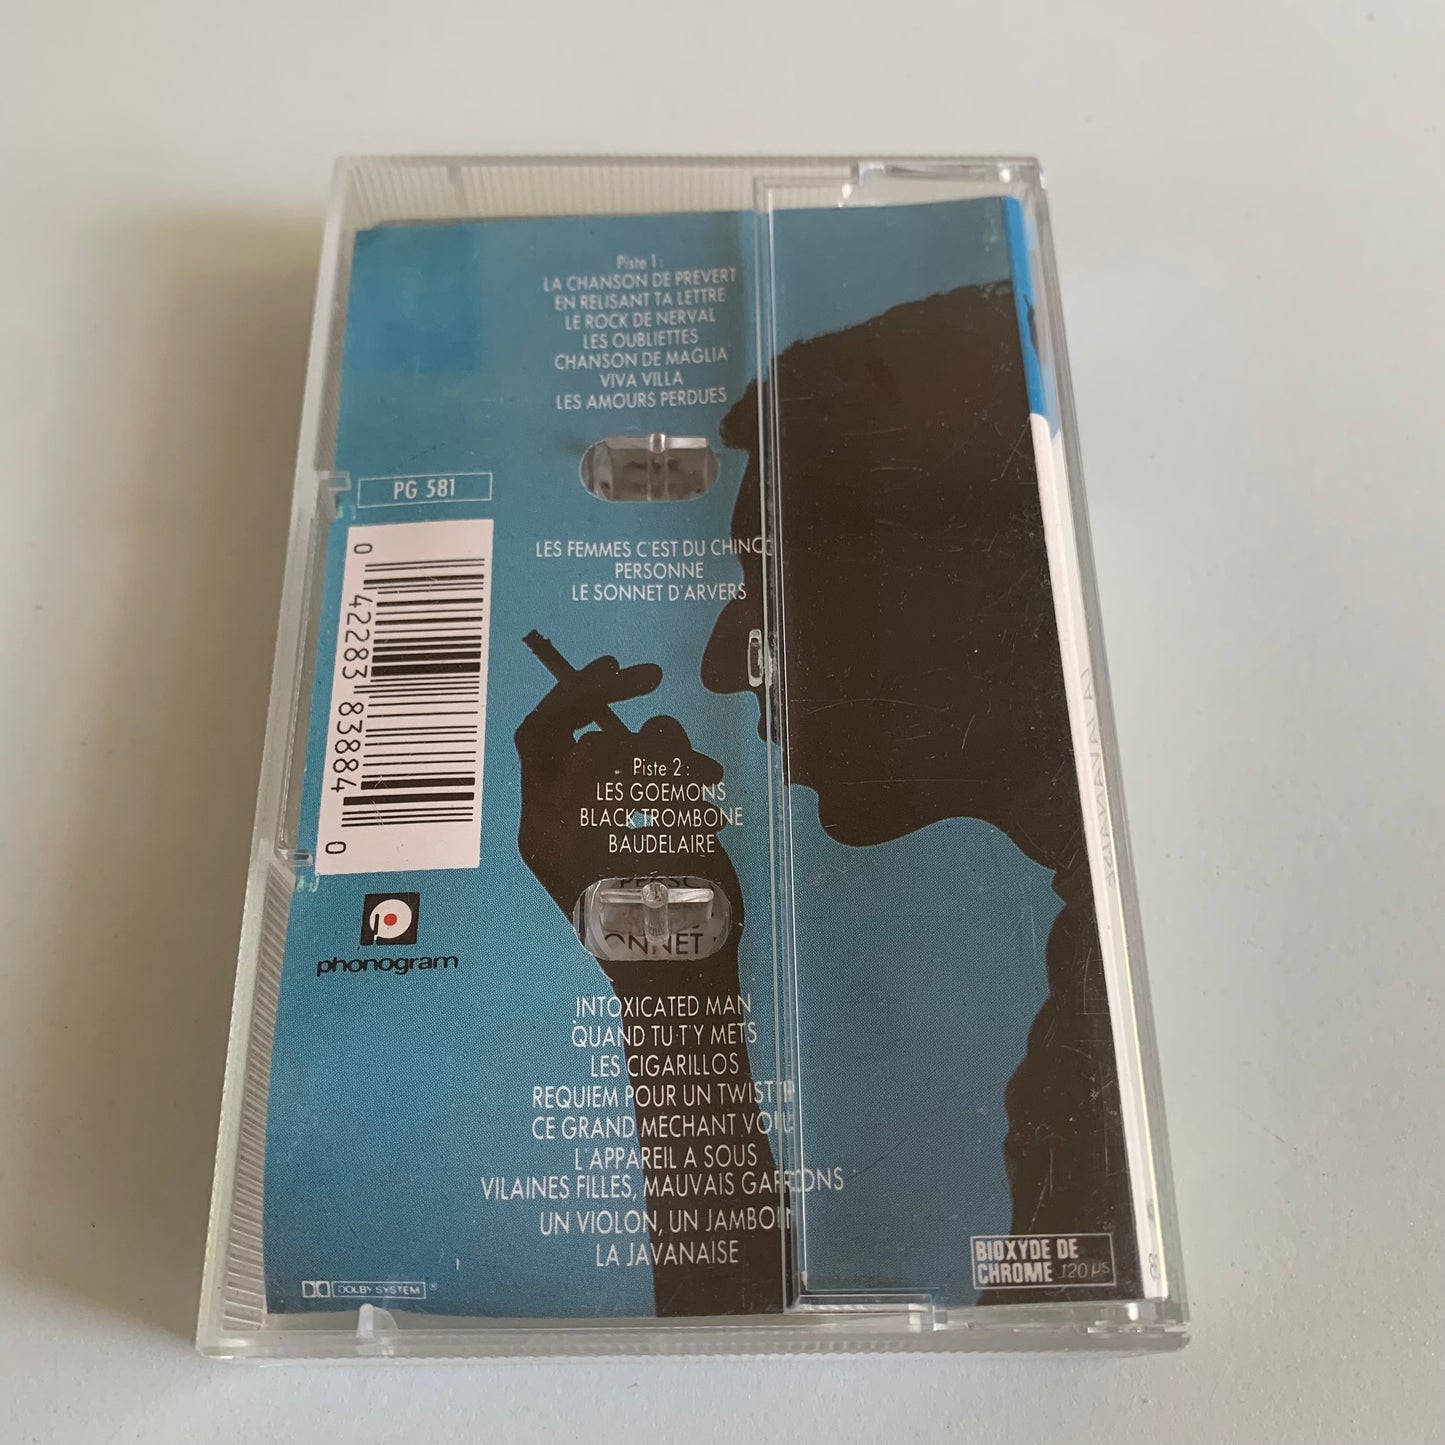 Piste 1 :
LA CHANSON DE PREVERT
EN RELISANT TA LETTRE
LE ROCK DE NERVAL
LES OUBLIETTES
CHANSON DE MAGLIA
VIVA VILLA
LES AMOURS PERDUES
PG 581
LES FEMMES C'EST DU CHINO
PERSONNE
LE SONNET D'ARVERS
0 42283 83884 0
Piste 2 :
LES GOEMONS
BLACK TROMBONE
BAUDELAIRE
ONNET
phonogram
INTOXICATED MAN
QUAND TU T'Y METS
LES CIGARILLOS
REQUIEM POUR UN TWIST
CE GRAND MECHANT VOU
L'APPAREIL A SOUS
VILAINES FILLES, MAUVAIS GARCONS
UN VIOLON, UN JAMBON
LA JAVANAISE
DOLBY SYSTEM ®
BIOXYDE DE
CHROME 120 µs
LA JAVANAISE